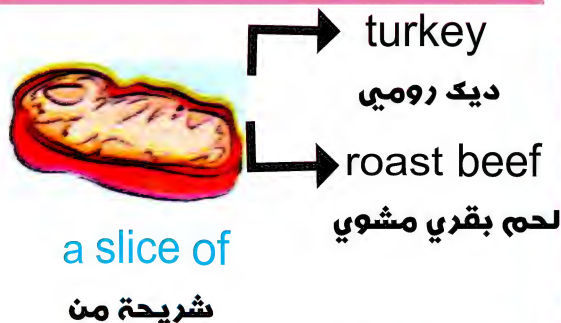 turkey
ديك رومي
roast beef
لحم بقري مشوي
a slice of
شريحة من